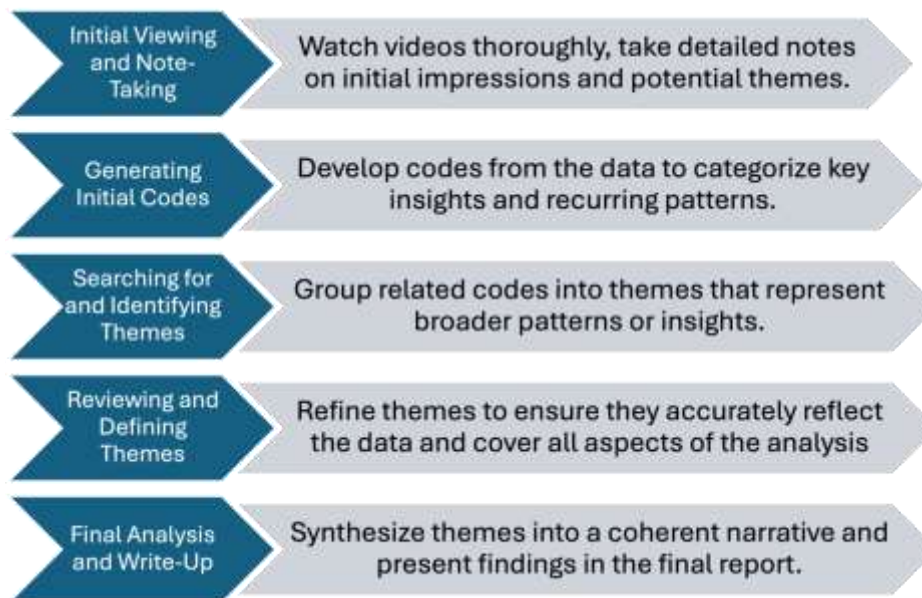 Initial Viewing
and Note-
Taking
Watch videos thoroughly, take detailed notes
on initial impressions and potential themes.
Generating
Initial Codes
Develop codes from the data to categorize key
insights and recurring patterns.
Searching for
and Identifying
Themes
Group related codes into themes that represent
broader patterns or insights.
Reviewing and
Defining
Themes
Refine themes to ensure they accurately reflect
the data and cover all aspects of the analysis
Final Analysis
and Write-Up
Synthesize themes into a coherent narrative and
present findings in the final report.